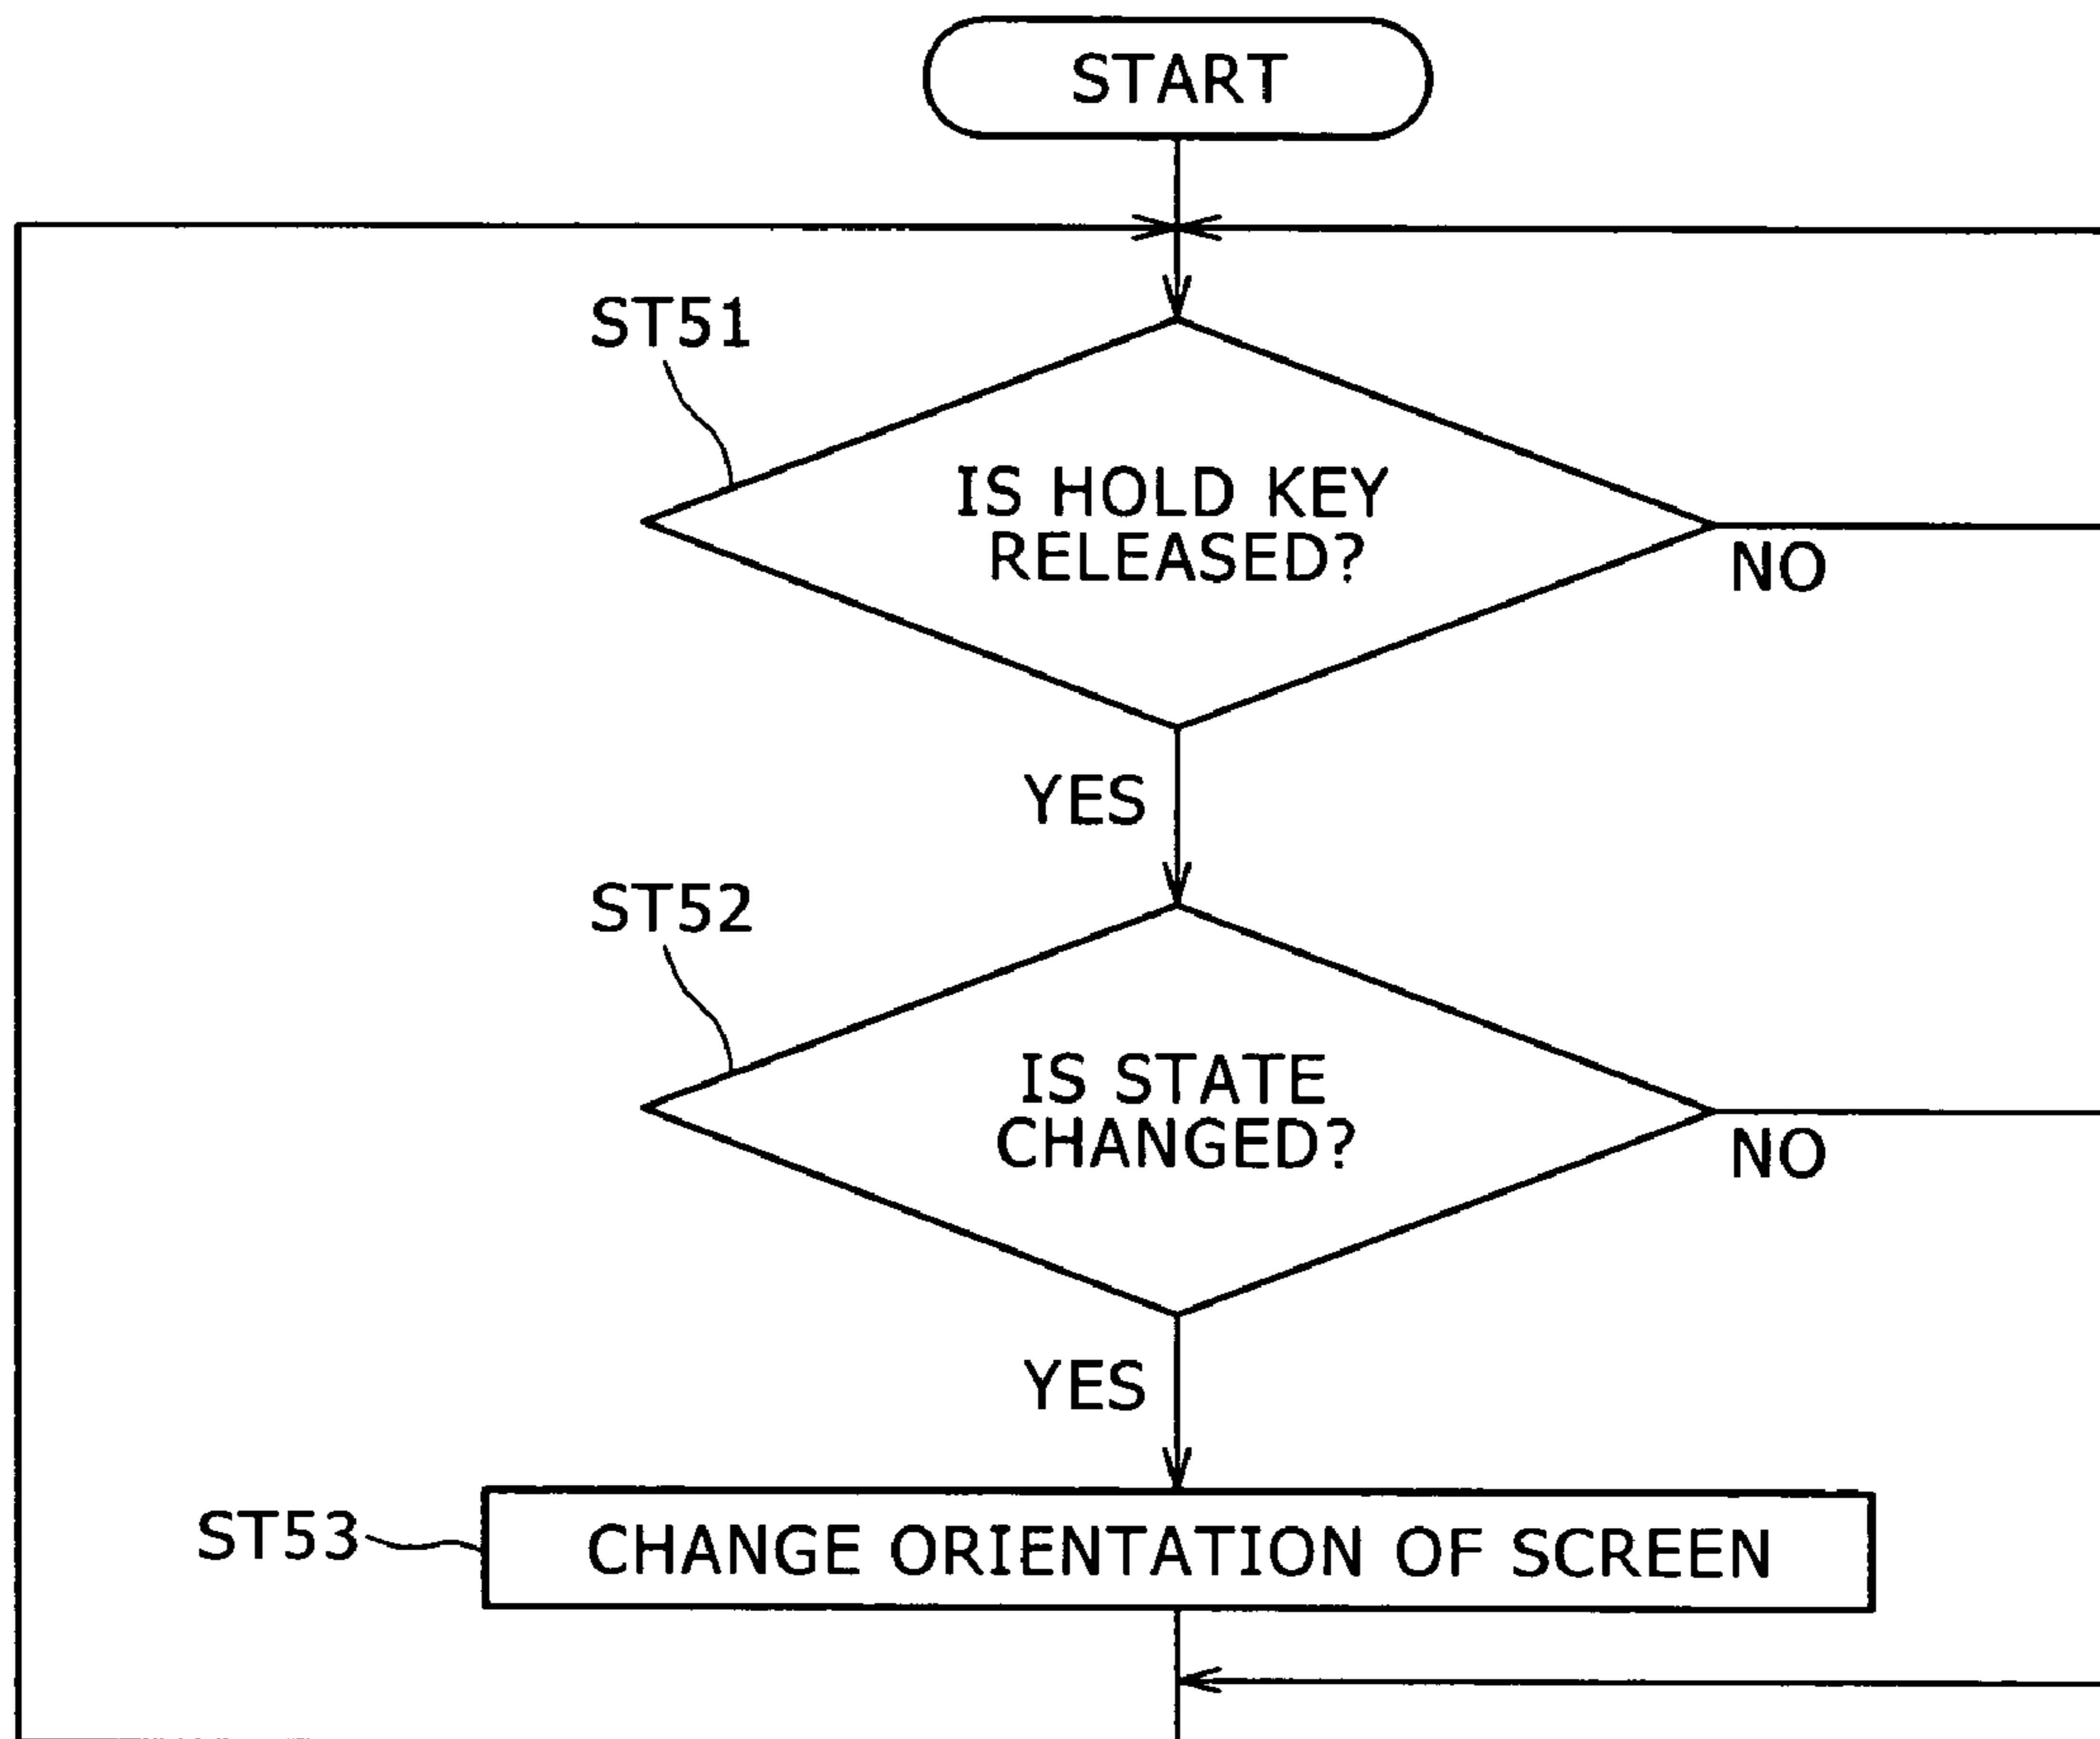 START
ST51
IS HOLD KEY
RELEASED?
NO
YES
ST52
IS STATE
CHANGED?
NO
YES
ST53
CHANGE ORIENTATION OF SCREEN